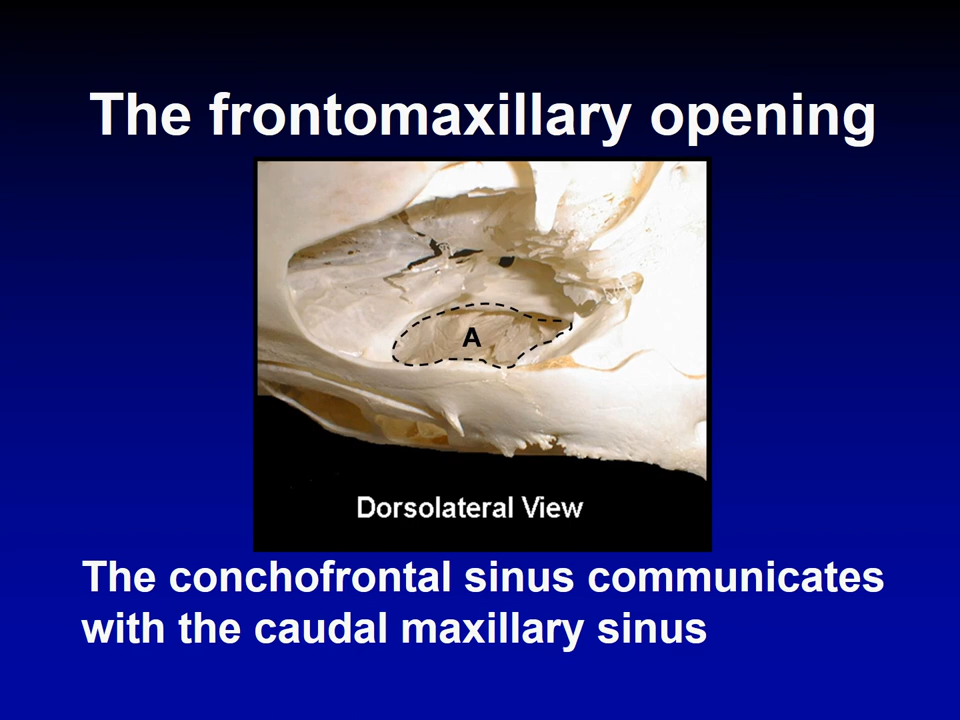 The frontomaxillary opening
A
Dorsolateral View
The conchofrontal sinus communicates
with the caudal maxillary sinus